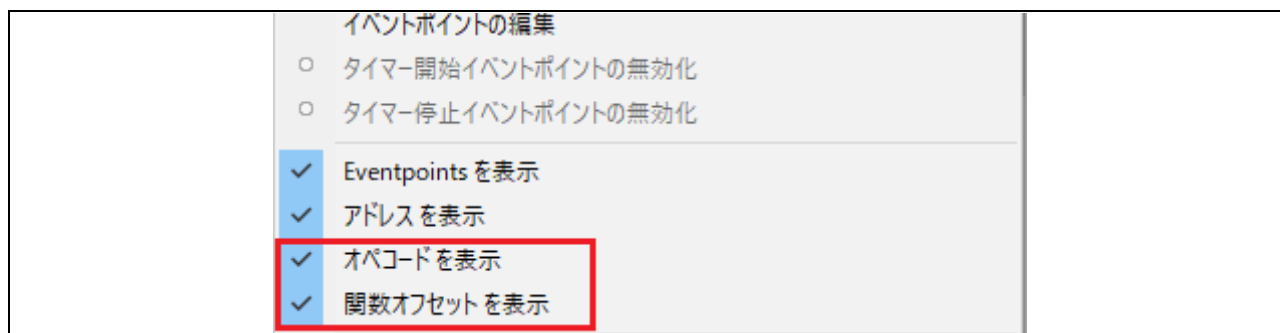 イベントポイントの編集
タイマー開始イベントポイントの無効化
タイマー停止イベントポイントの無効化
Eventpoints を表示
アドレス を表示
オペコード を表示
関数オフセット を表示